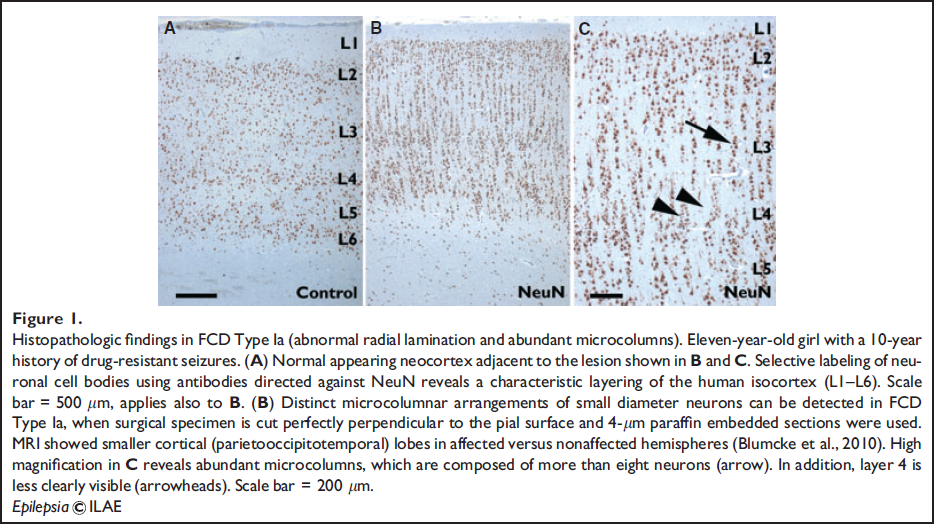 A
B
C.
L1
L2
L3
L4
L5
L6
Control
NeuN
L1
L2
L3
L4
L5
NeuN
Figure 1.
Histopathologic findings in FCD Type Ia (abnormal radial lamination and abundant microcolumns). Eleven-year-old girl with a 10-year
history of drug-resistant seizures. (A) Normal appearing neocortex adjacent to the lesion shown in B and C. Selective labeling of neu-
ronal cell bodies using antibodies directed against NeuN reveals a characteristic layering of the human isocortex (L1–L6). Scale
bar = 500 μm, applies also to B. (B) Distinct microcolumnar arrangements of small diameter neurons can be detected in FCD
Type Ia, when surgical specimen is cut perfectly perpendicular to the pial surface and 4-μm paraffin embedded sections were used.
MRI showed smaller cortical (parietooccipitotemporal) lobes in affected versus nonaffected hemispheres (Blumcke et al., 2010). High
magnification in C reveals abundant microcolumns, which are composed of more than eight neurons (arrow). In addition, layer 4 is
less clearly visible (arrowheads). Scale bar = 200 μm.
Epilepsia © ILAE